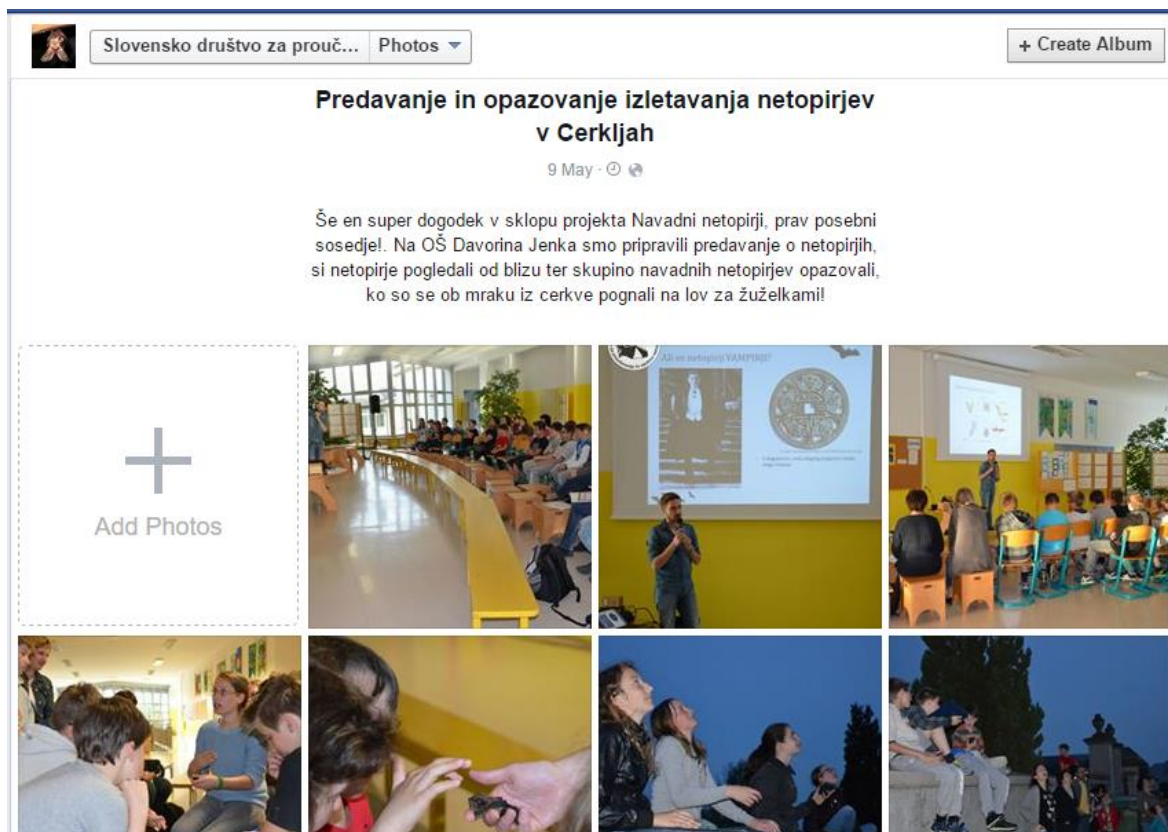 Slovensko društvo za prouč... Photos
+ Create Album
Predavanje in opazovanje izletavanja netopirjev
v Cerkljah
9 May ·
Še en super dogodek v sklopu projekta Navadni netopirji, prav posebni
sosedje!. Na OŠ Davorina Jenka smo pripravili predavanje o netopirjih,
si netopirje pogledali od blizu ter skupino navadnih netopirjev opazovali,
ko so se ob mraku iz cerkve pognali na lov za žuželkami!
Add Photos
Ali so netopirji VAMPIRJI?